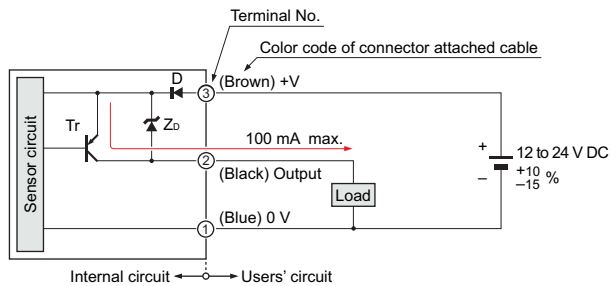 Terminal No.
Color code of connector attached cable
D
3
(Brown) +V
Tr
ZD
100 mA max.
Sensor circuit
2
(Black) Output
+
12 to 24 V DC
+10
–15 %
–
Load
(Blue) 0 V
1
Internal circuit
Users' circuit